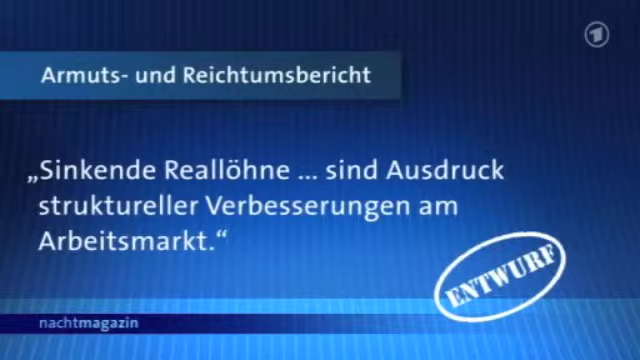 Armuts- und Reichtumsbericht
„Sinkende Reallöhne ... sind Ausdruck
struktureller Verbesserungen am
Arbeitsmarkt.“
ENTWURF
nachtmagazin